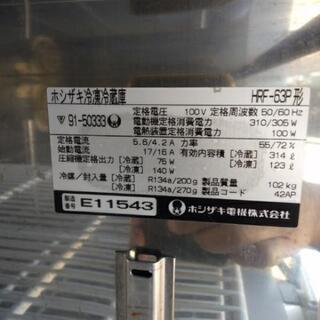 ホシザキ冷凍冷蔵庫 HRF-63P形
91-50333
定格電圧 100V 定格周波数 50/60Hz
電動機定格消費電力 310/305W
電熱装置定格消費電力 100W
定格電流 5.6/4.2A 力率 55/72%
始動電流 17/16A 有効内容積 [冷蔵] 314ℓ
圧縮機定格出力 [冷蔵] 75W [冷凍] 123ℓ
[冷凍] 140W
冷媒/封入量 [冷蔵] R134a/200g 製品質量 102kg
[冷凍] R134a/270g 製品コード 42AP
製造番号 E11543 ホシザキ電機株式会社